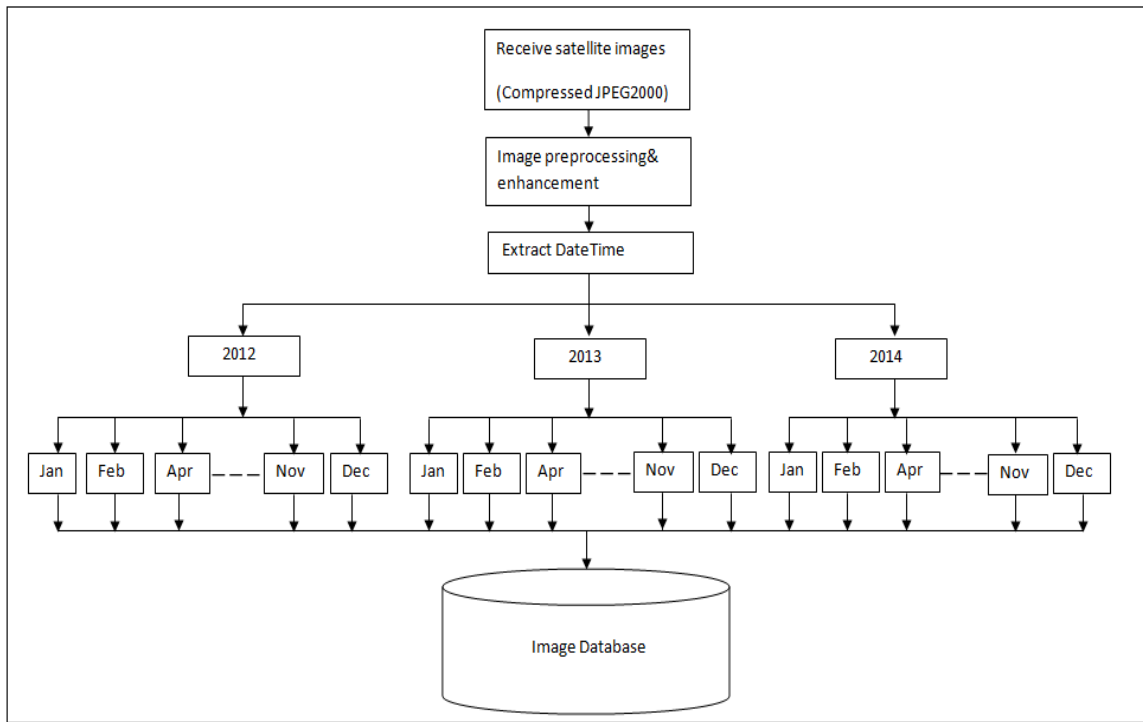 Receive satellite images
(Compressed JPEG2000)
Image preprocessing&
enhancement
Extract DateTime
2012
2013
2014
Jan
Feb
Apr
Nov
Dec
Jan
Feb
Apr
Nov
Dec
Jan
Feb
Apr
Nov
Dec
Image Database